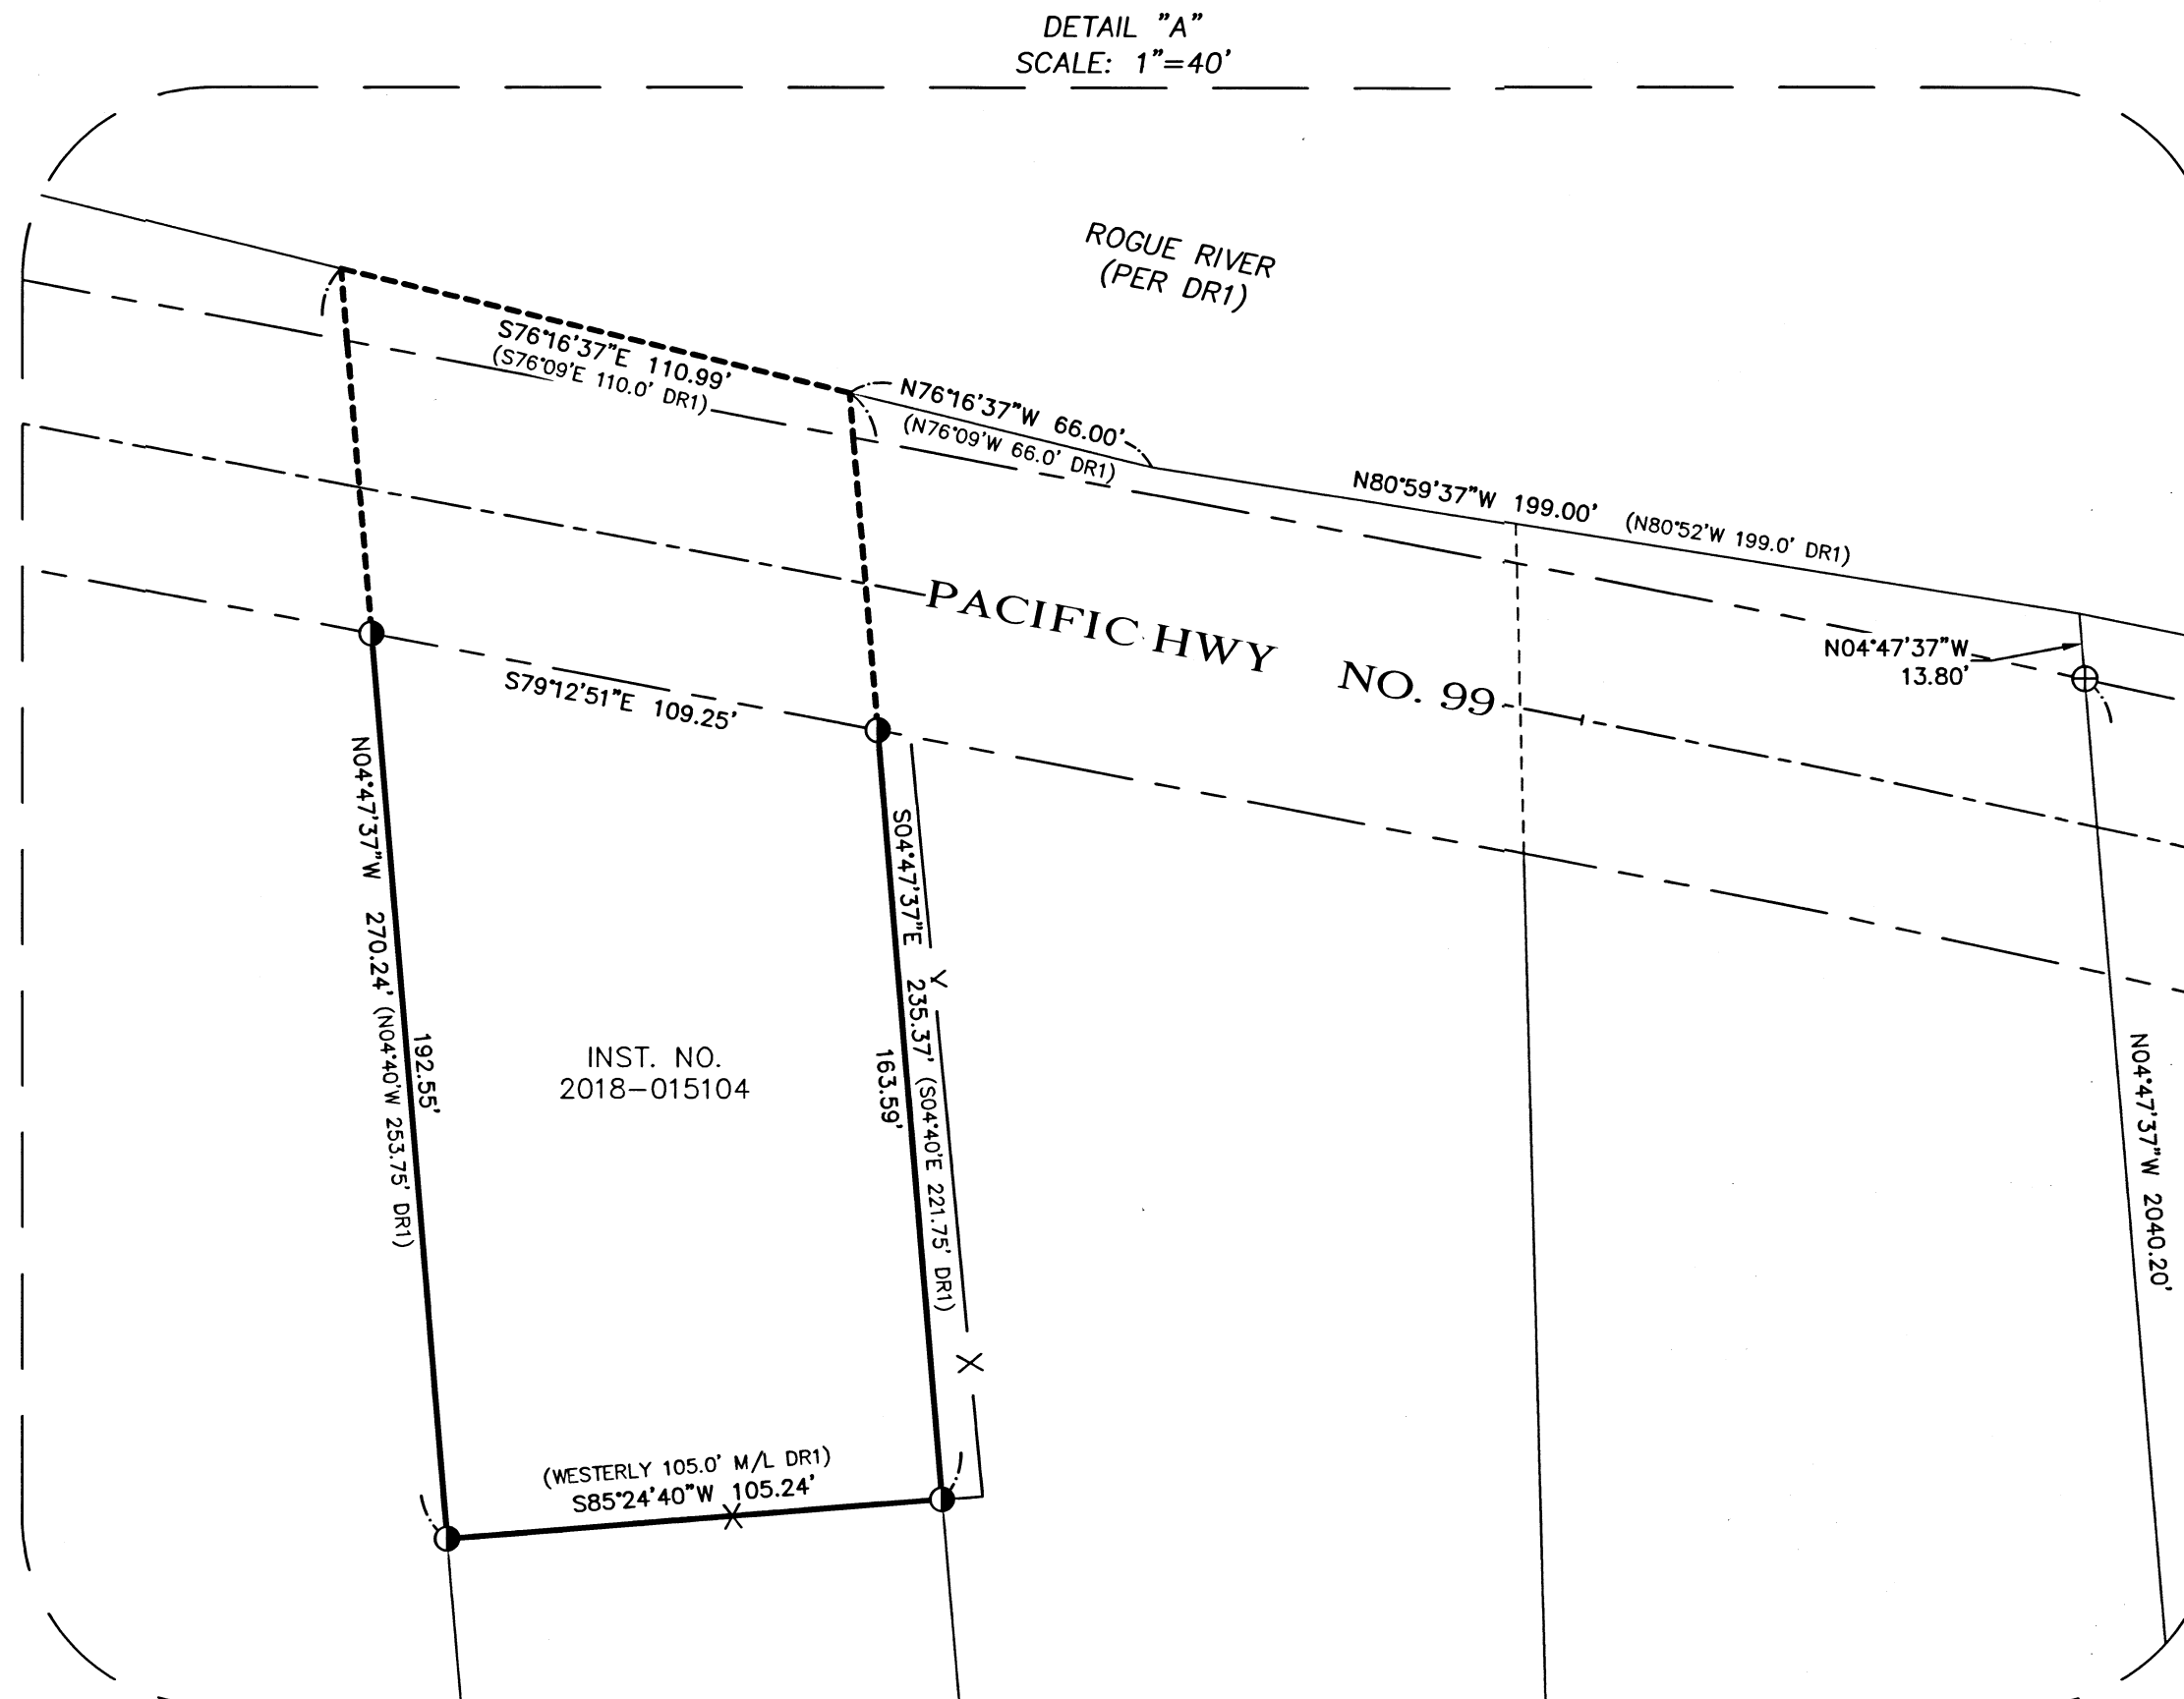 DETAIL "A"
SCALE: 1"=40'
ROGUE RIVER
(PER DR1)
S76°16'37"E 110.99'
(S76°09'E 110.0' DR1)
N76°16'37"W 66.00'
(N76°09'W 66.0' DR1)
N80°59'37"W 199.00' (N80°52'W 199.0' DR1)
PACIFIC HWY NO. 99
N04°47'37"W
13.80'
S79°12'51"E 109.25'
N04°47'37"W 270.24' (N04°40'W 253.75' DR1)
192.55'
S04°47'37"E 235.37' (S04°40'E 221.75' DR1)
163.59'
Y
X
INST. NO.
2018-015104
N04°47'37"W 2040.20'
(WESTERLY 105.0' M/L DR1)
S85°24'40"W 105.24'
X